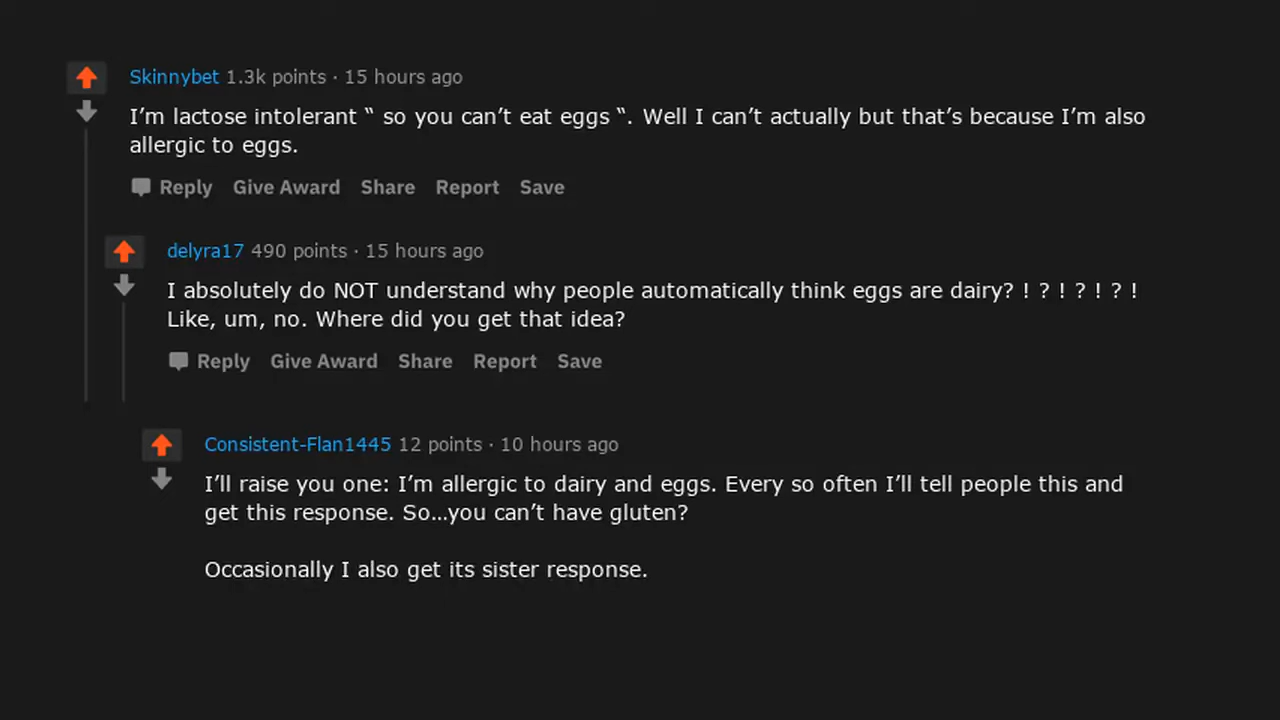 Skinnybet 1.3k points · 15 hours ago
I’m lactose intolerant “ so you can’t eat eggs “. Well I can’t actually but that’s because I’m also
allergic to eggs.
Reply Give Award Share Report Save
delyra17 490 points · 15 hours ago
I absolutely do NOT understand why people automatically think eggs are dairy? ! ? ! ? ! ? !
Like, um, no. Where did you get that idea?
Reply Give Award Share Report Save
Consistent-Flan1445 12 points · 10 hours ago
I’ll raise you one: I’m allergic to dairy and eggs. Every so often I’ll tell people this and
get this response. So...you can’t have gluten?
Occasionally I also get its sister response.